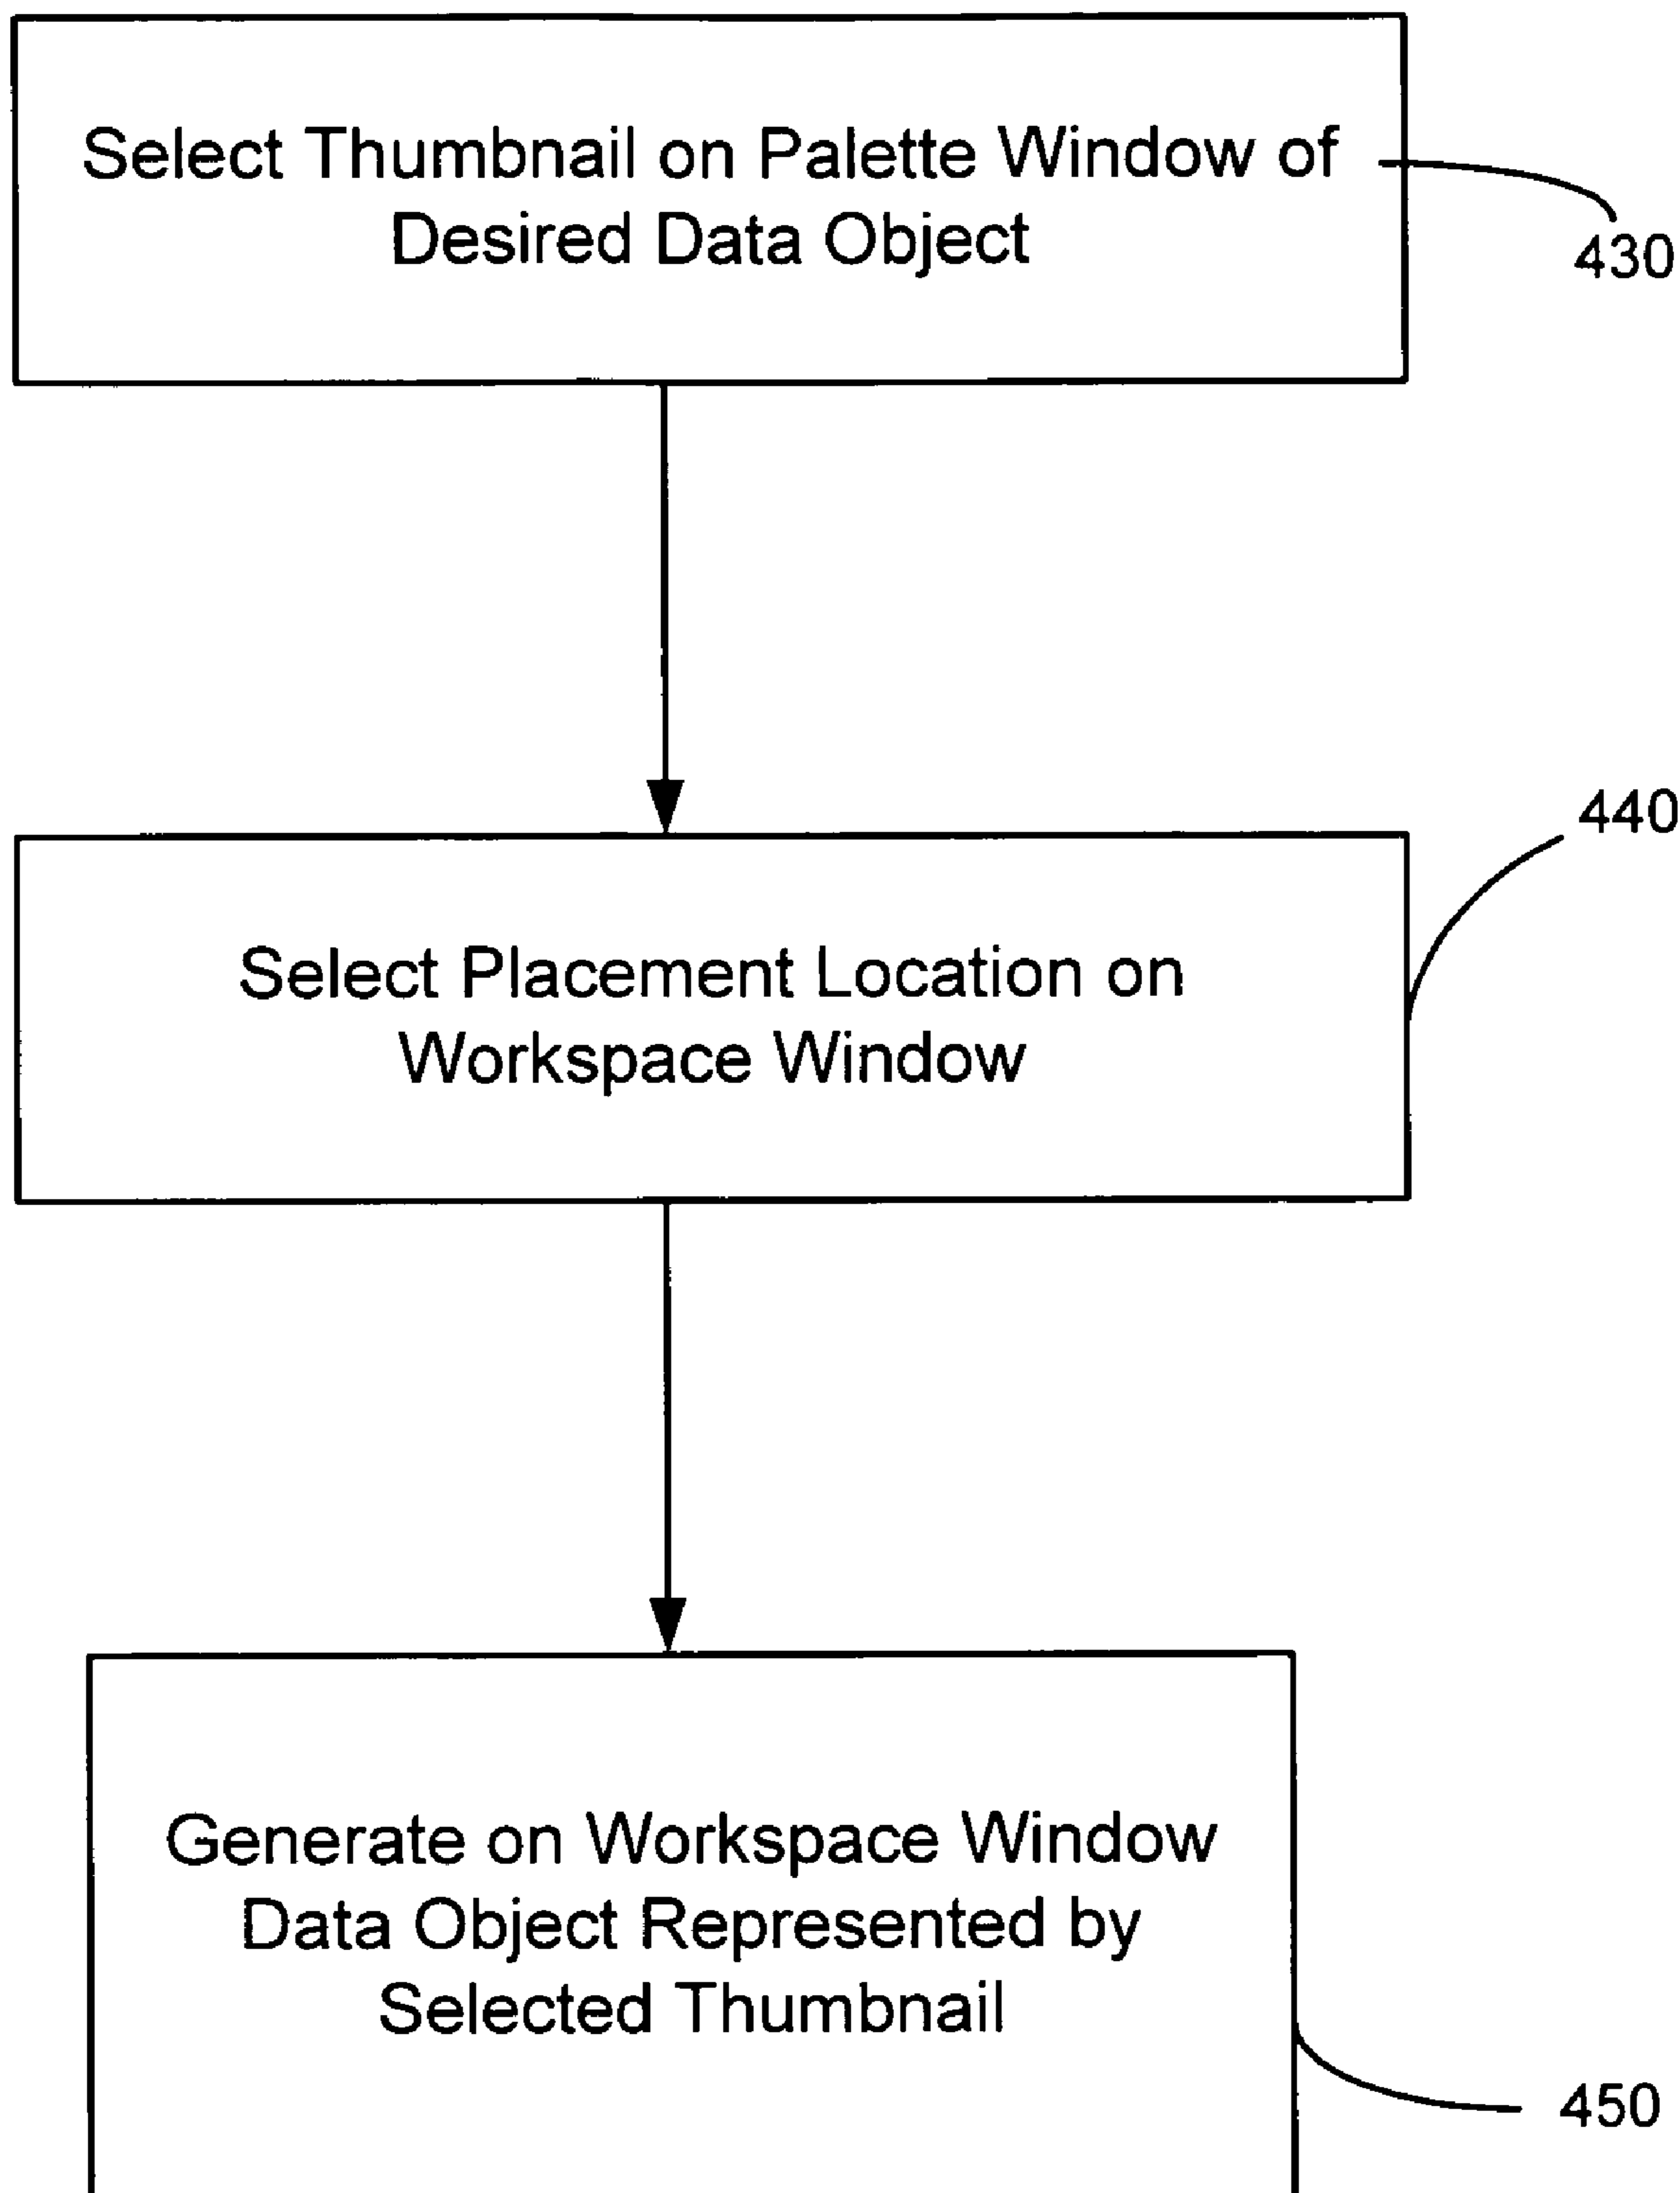 Select Thumbnail on Palette Window of
Desired Data Object
430
440
Select Placement Location on
Workspace Window
Generate on Workspace Window
Data Object Represented by
Selected Thumbnail
450